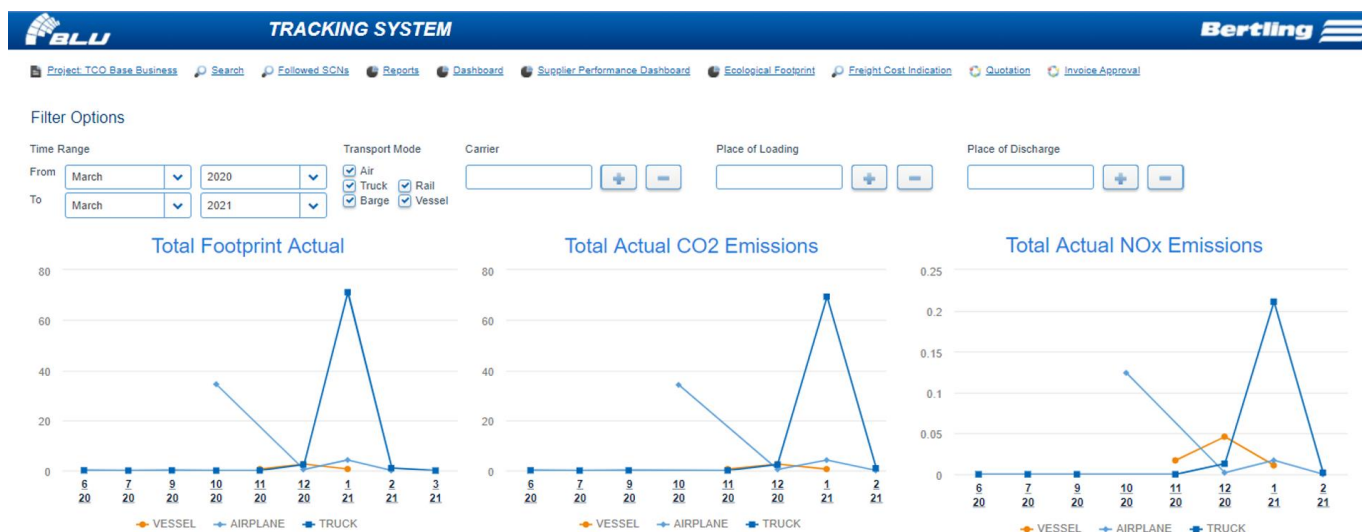 BLU TRACKING SYSTEM Bertling
Project: TCO Base Business Search Followed SCNs Reports Dashboard Supplier Performance Dashboard Ecological Footprint Freight Cost Indication Quotation Invoice Approval
Filter Options
Time Range Transport Mode Carrier Place of Loading Place of Discharge
From March 2020 Air
Truck Rail
To March 2021 Barge Vessel
Total Footprint Actual
80
60
40
20
0
6 7 9 10 11 12 1 2 3
20 20 20 20 20 20 21 21 21
VESSEL AIRPLANE TRUCK
Total Actual CO2 Emissions
80
60
40
20
0
6 7 9 10 11 12 1 2
20 20 20 20 20 20 21 21
VESSEL AIRPLANE TRUCK
Total Actual NOx Emissions
0.25
0.2
0.15
0.1
0.05
0
6 7 9 10 11 12 1 2
20 20 20 20 20 20 21 21
VESSEL AIRPLANE TRUCK